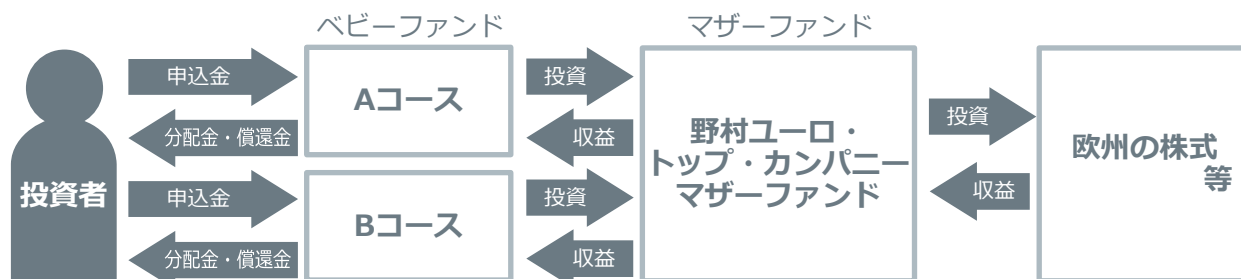 ベビーファンド
マザーファンド
投資者
申込金
分配金・償還金
申込金
分配金・償還金
Aコース
Bコース
投資
収益
投資
収益
野村ユーロ・
トップ・カンパニー
マザーファンド
投資
収益
欧州の株式
等